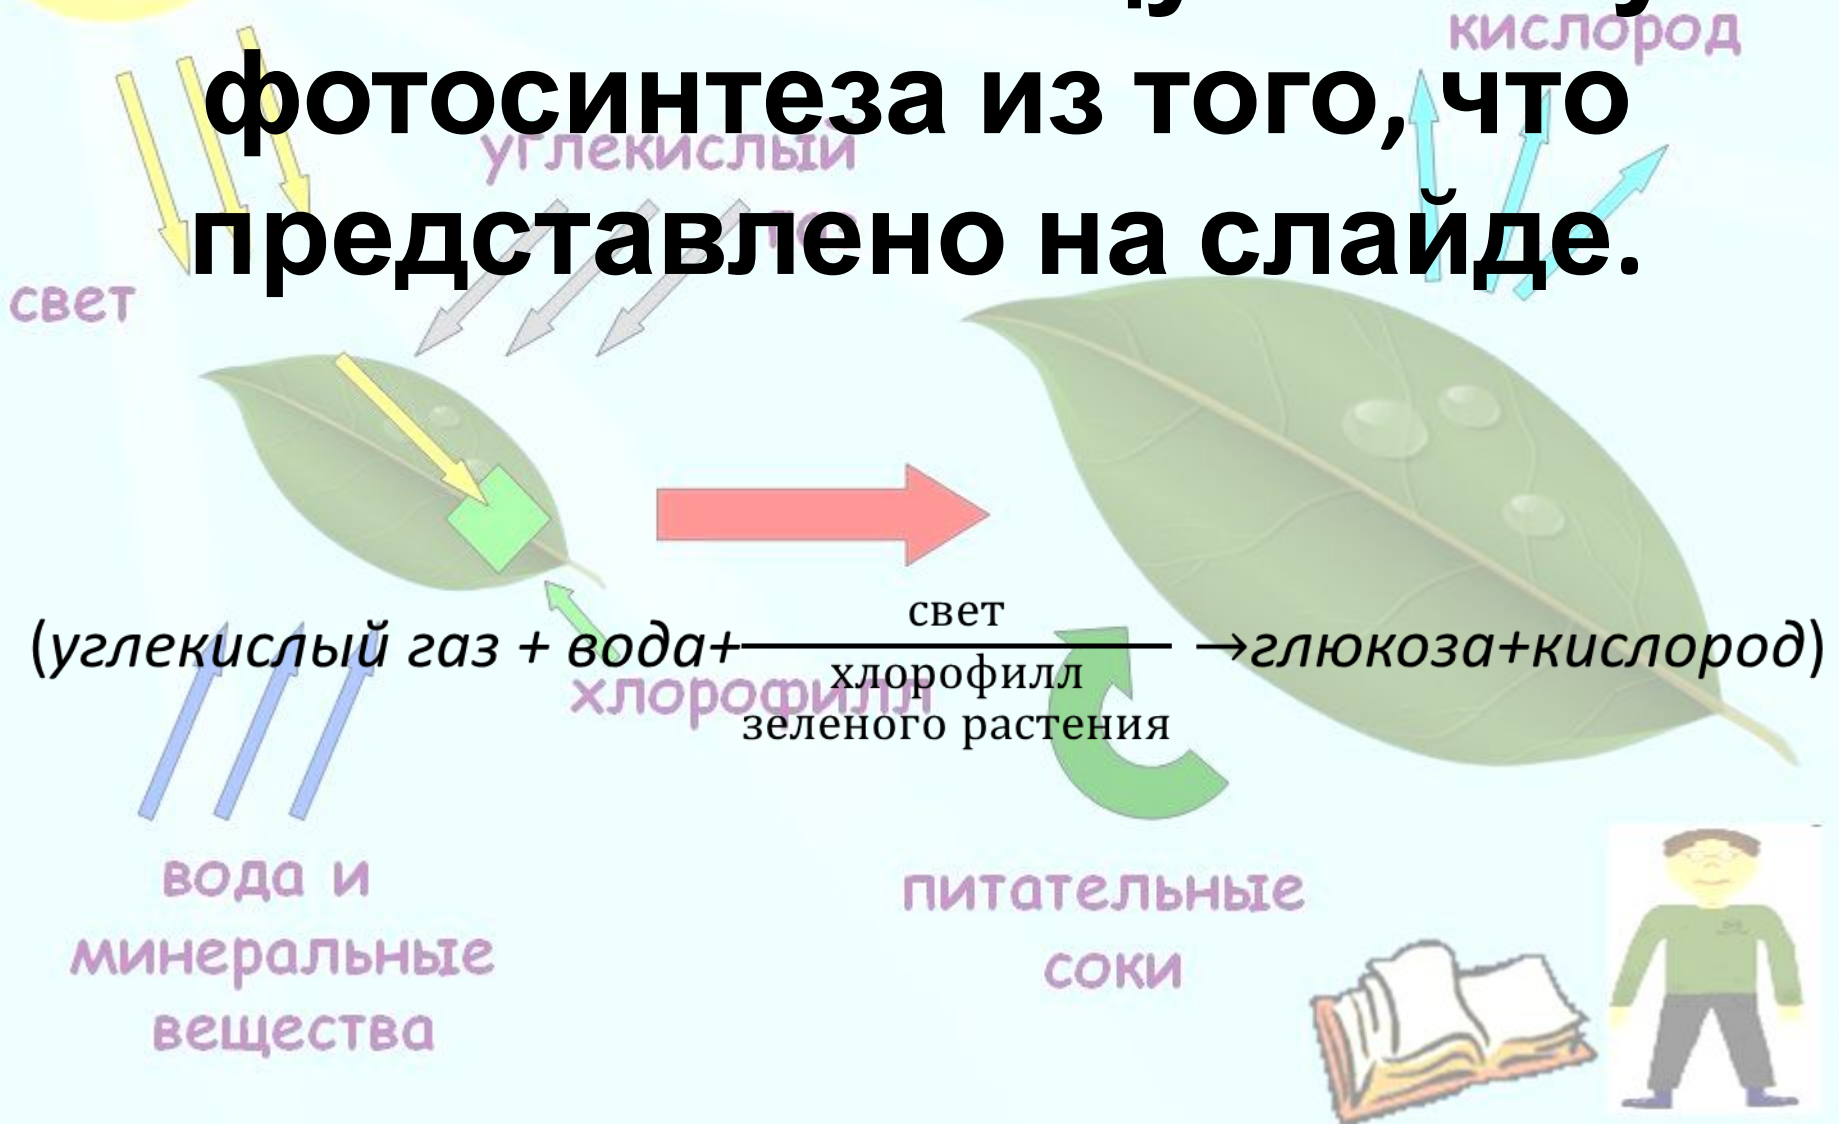 кислород
фотосинтеза из того, что
углекислый
газ
представлено на слайде.
свет
(углекислый газ + вода+ свет →глюкоза+кислород)
хлорофилл
зеленого растения
хлорофилл
вода и
минеральные
вещества
питательные
соки